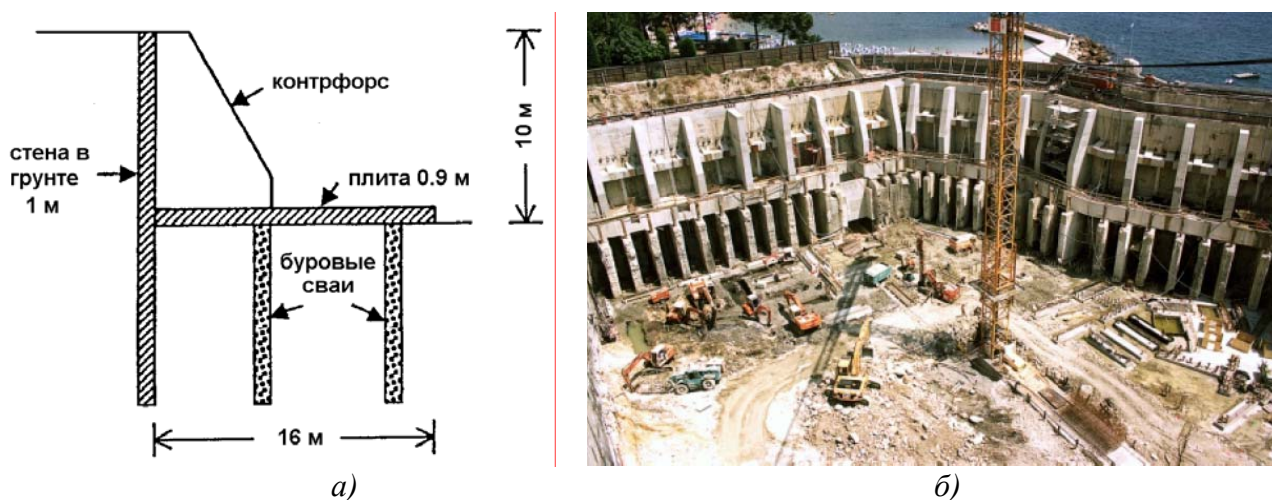 контрфорс
стена в
грунте
1 м
плита 0.9 м
10 м
буровые
сваи
16 м
а)
б)